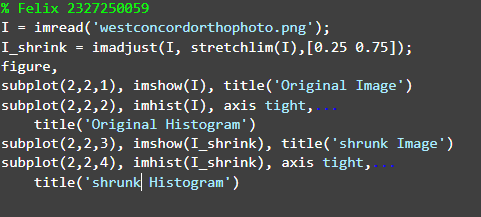 % Felix 2327250059
I = imread('westconcordorthophoto.png');
I_shrink = imadjust(I, stretchlim(I),[0.25 0.75]);
figure,
subplot(2,2,1), imshow(I), title('Original Image')
subplot(2,2,2), imhist(I), axis tight,...
    title('Original Histogram')
subplot(2,2,3), imshow(I_shrink), title('shrunk Image')
subplot(2,2,4), imhist(I_shrink), axis tight,...
    title('shrunk Histogram')